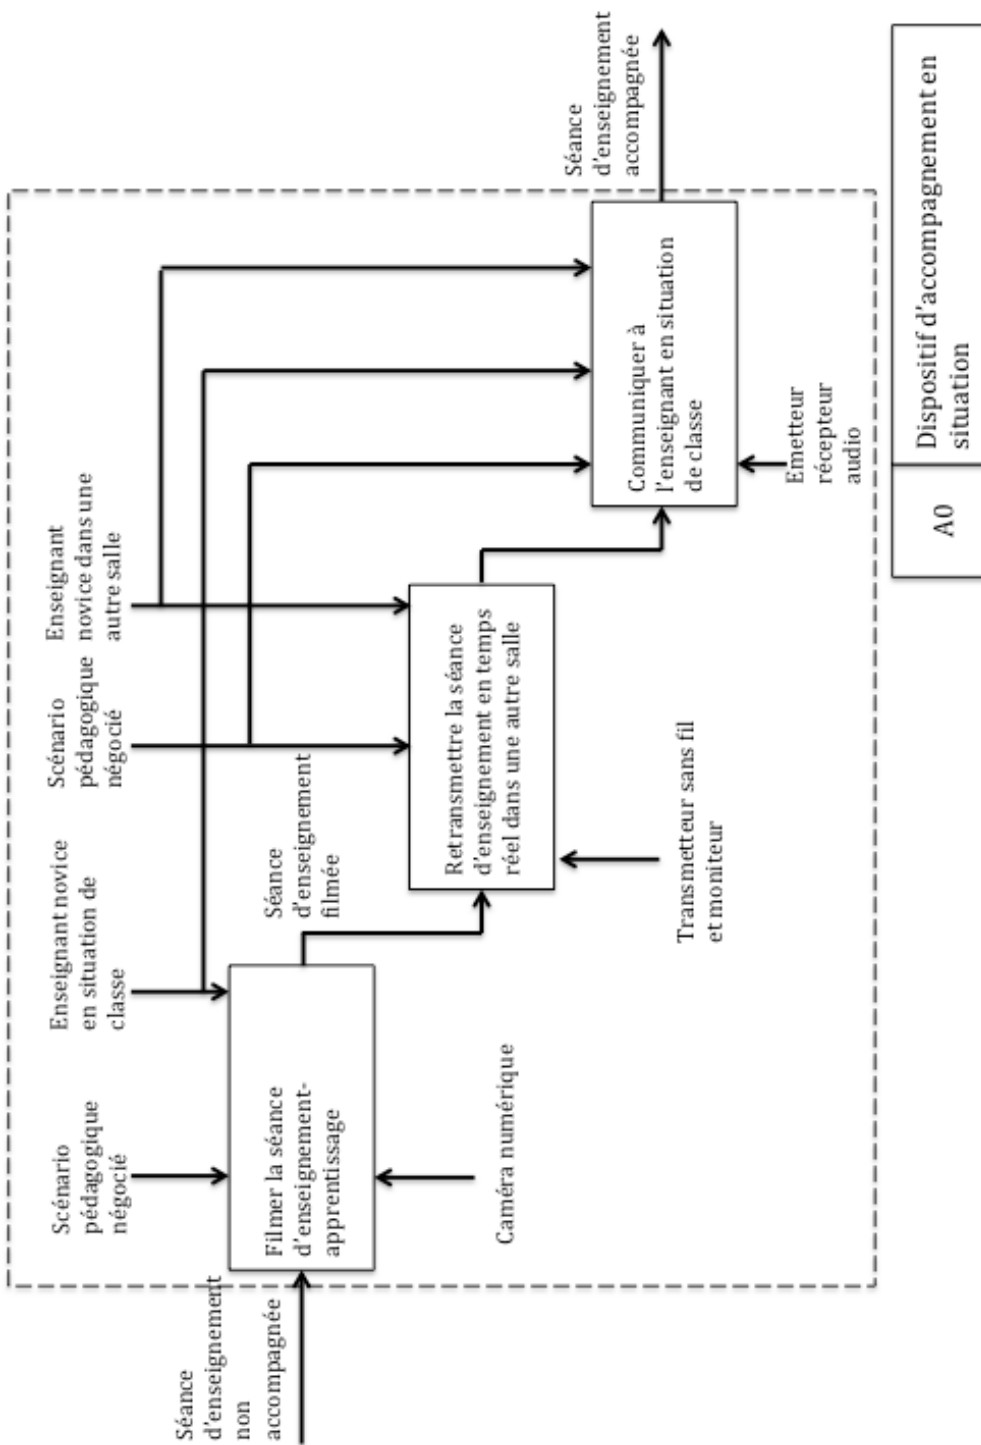 Séance
d'enseignement
non
accompagnée
Scénario
pédagogique
négocié
Enseignant novice
en situation de
classe
Scénario
pédagogique
négocié
Enseignant
novice dans une
autre salle
Filmer la séance
d'enseignement-
apprentissage
Caméra numérique
Séance
d'enseignement
filmée
Retransmettre la séance
d'enseignement en temps
réel dans une autre salle
Transmetteur sans fil
et moniteur
Communiquer à
l'enseignant en situation
de classe
Emetteur
récepteur
audio
Séance
d'enseignement
accompagnée
A0
Dispositif d'accompagnement en
situation